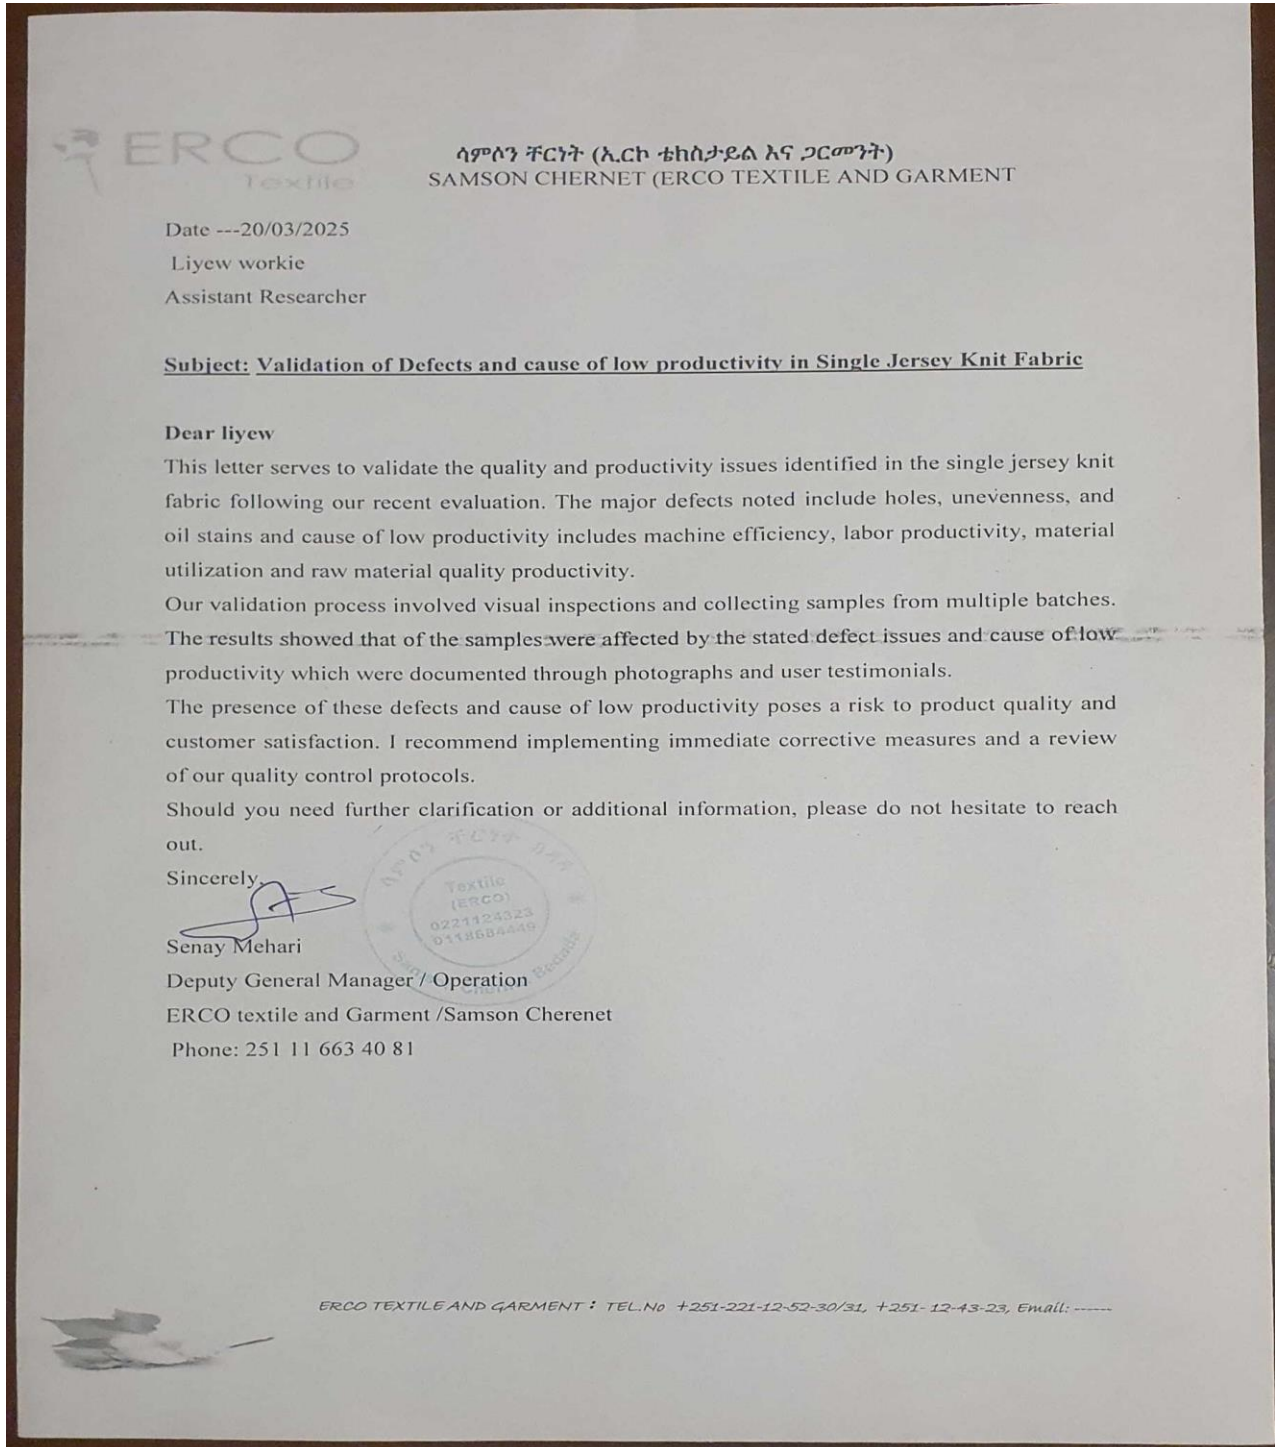 ERCO
Textile
ሳምሶን ቸርነት (ኢርኮ ቴክስታይል እና ጋርመንት)
SAMSON CHERNET (ERCO TEXTILE AND GARMENT
Date ---20/03/2025
Liyew workie
Assistant Researcher
Subject: Validation of Defects and cause of low productivity in Single Jersey Knit Fabric
Dear liyew
This letter serves to validate the quality and productivity issues identified in the single jersey knit
fabric following our recent evaluation. The major defects noted include holes, unevenness, and
oil stains and cause of low productivity includes machine efficiency, labor productivity, material
utilization and raw material quality productivity.
Our validation process involved visual inspections and collecting samples from multiple batches.
The results showed that of the samples were affected by the stated defect issues and cause of low
productivity which were documented through photographs and user testimonials.
The presence of these defects and cause of low productivity poses a risk to product quality and
customer satisfaction. I recommend implementing immediate corrective measures and a review
of our quality control protocols.
Should you need further clarification or additional information, please do not hesitate to reach
out.
Sincerely,
ሳምሶን ቸርነት
Textile
(ERCO)
0221124323
Bedada
Senay Mehari
Deputy General Manager / Operation
ERCO textile and Garment /Samson Cherenet
Phone: 251 11 663 40 81
ERCO TEXTILE AND GARMENT : TEL.No +251-221-12-52-30/31, +251- 12-43-23, Email: ------